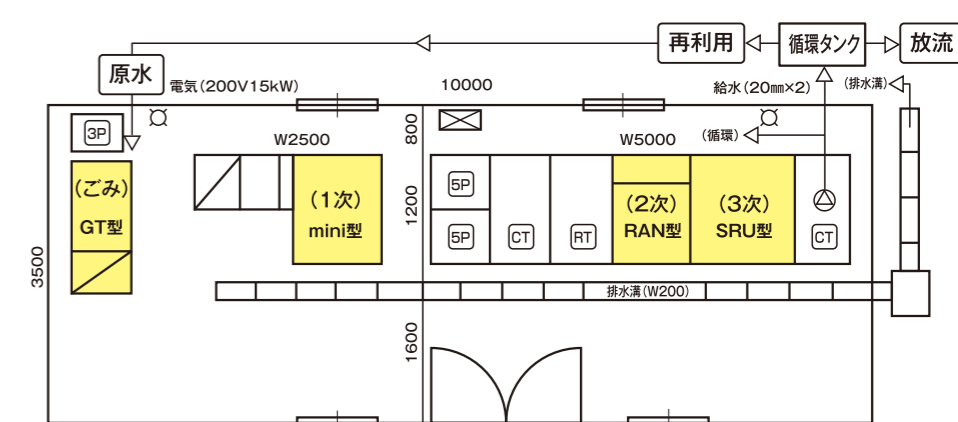 再利用
循環タンク
放流
原水
電気(200V15kW)
10000
給水(20㎜×2)
(排水溝)
3P
W2500
800
(循環)
W5000
(ごみ)
GT型
(1次)
mini型
1200
5P
5P
CT
RT
(2次)
RAN型
(3次)
SRU型
CT
3500
排水溝(W200)
1600